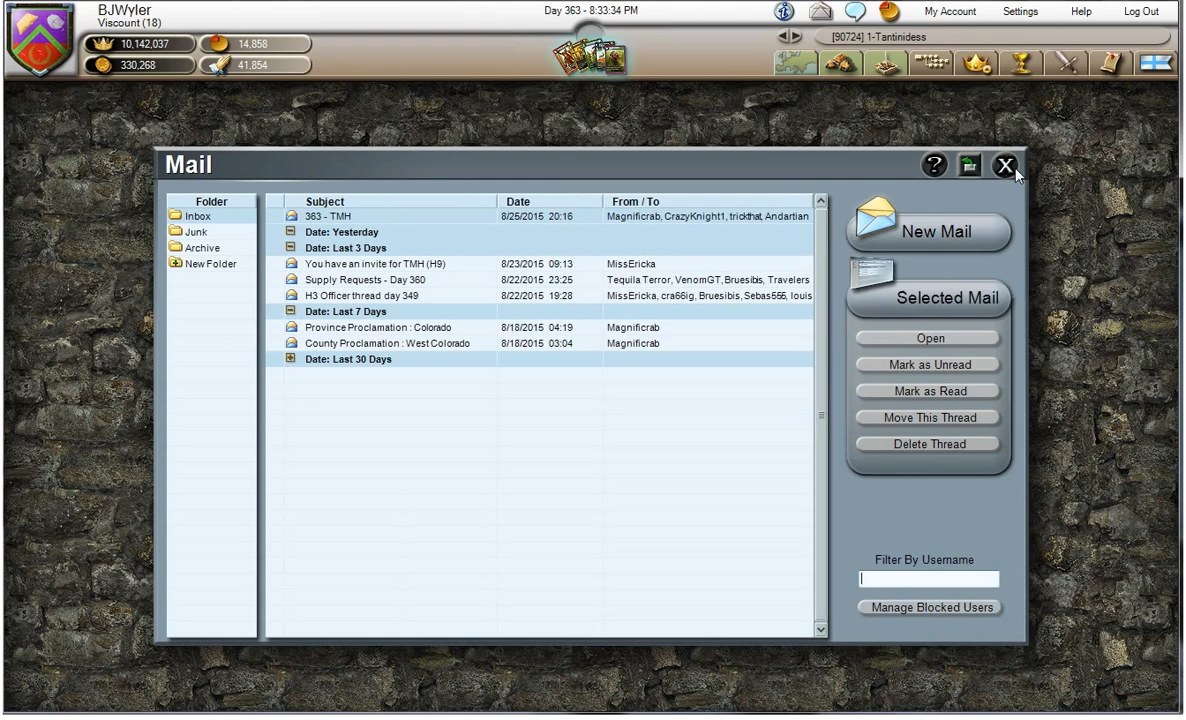 BJWyler
Viscount (18)
10,142,037
14,858
330,268
41,854
Day 363 - 8:33:34 PM
My Account
Settings
Help
Log Out
[90724] 1-Tantinidess
Mail
?
X
Folder
Inbox
Junk
Archive
New Folder
Subject Date From / To
363 - TMH 8/25/2015 20:16 Magnificrab, CrazyKnight1, trickthat, Andartian
Date: Yesterday
Date: Last 3 Days
You have an invite for TMH (H9) 8/23/2015 09:13 MissEricka
Supply Requests - Day 360 8/22/2015 23:25 Tequila Terror, VenomGT, Bruesibis, Travelers
H3 Officer thread day 349 8/22/2015 19:28 MissEricka, cra66ig, Bruesibis, Sebas555, louis
Date: Last 7 Days
Province Proclamation : Colorado 8/18/2015 04:19 Magnificrab
County Proclamation : West Colorado 8/18/2015 03:04 Magnificrab
Date: Last 30 Days
New Mail
Selected Mail
Open
Mark as Unread
Mark as Read
Move This Thread
Delete Thread
Filter By Username
Manage Blocked Users